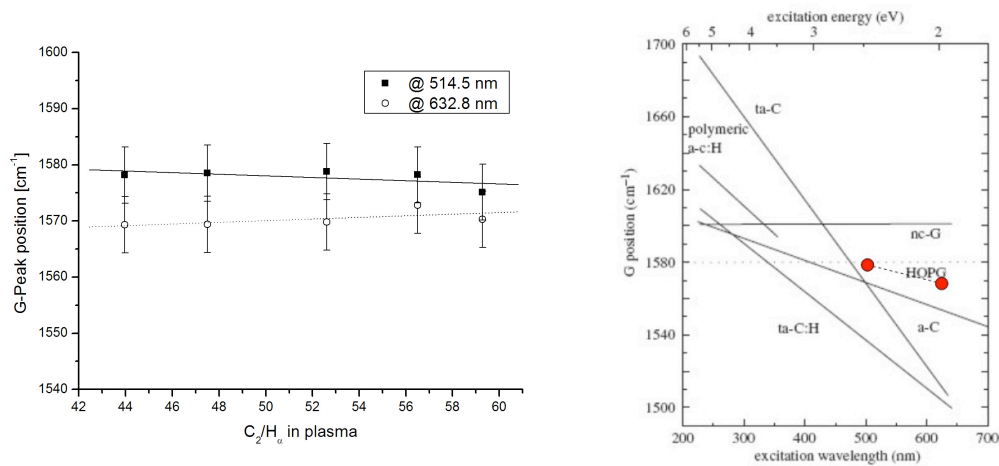 1600
1590
1580
1570
1560
1550
1540
G-Peak position [cm⁻¹]
@ 514.5 nm
@ 632.8 nm
42 44 46 48 50 52 54 56 58 60
C₂/Hα in plasma
excitation energy (eV)
6 5 4 3 2
1700
1660
1620
1580
1540
1500
G position (cm⁻¹)
ta-C
polymeric
a-c:H
nc-G
HOPG
a-C
ta-C:H
200 300 400 500 600 700
excitation wavelength (nm)